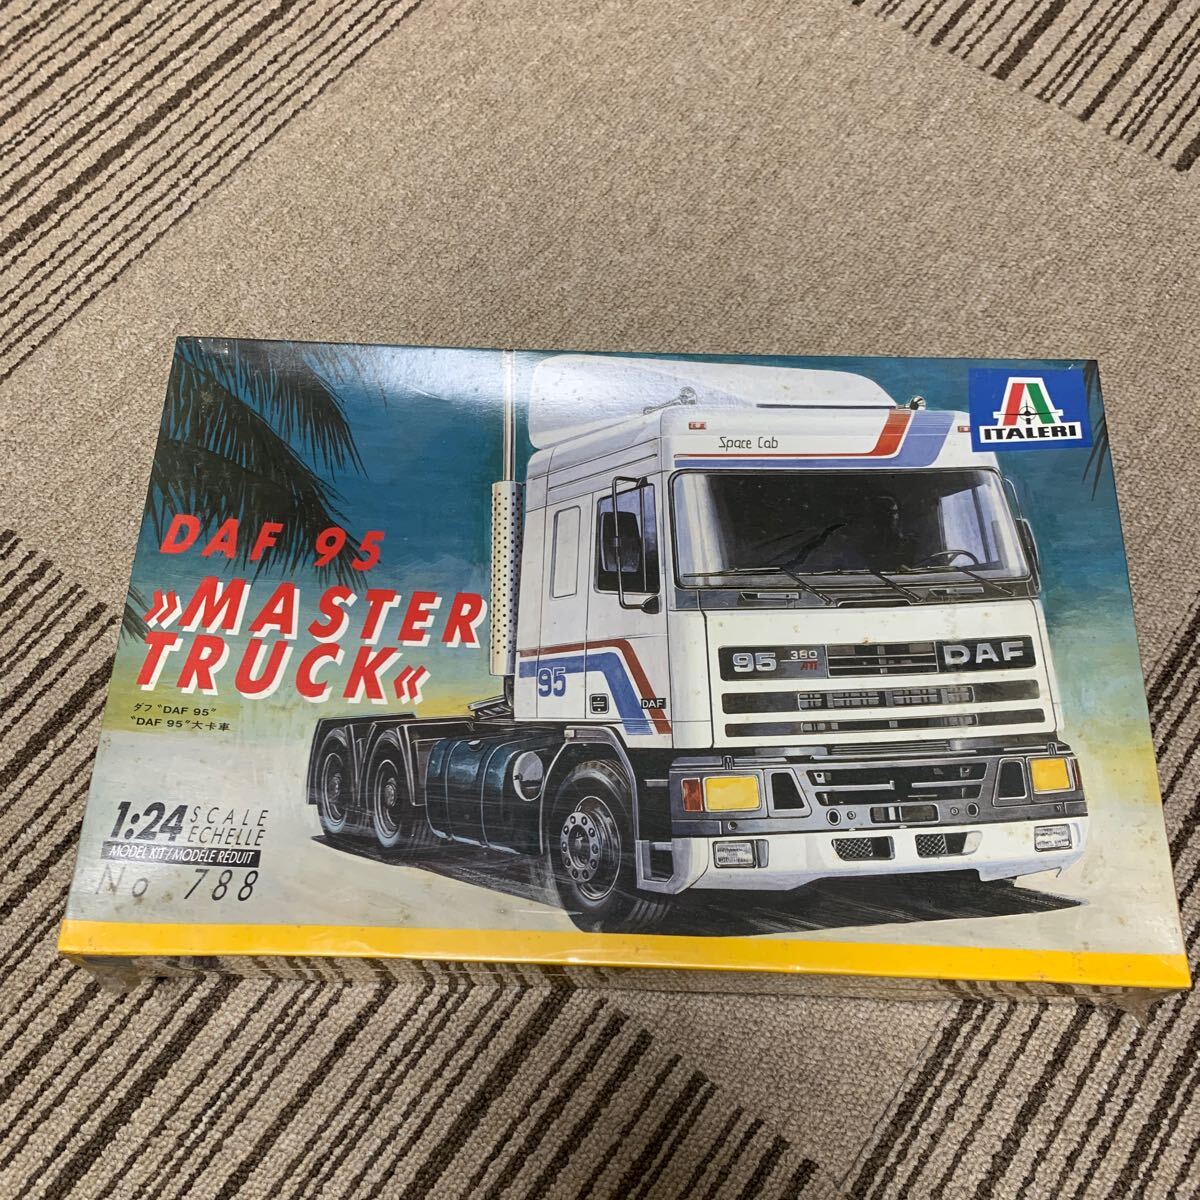 ITALERI
Space Cab
DAF 95
»MASTER
TRUCK«
ダフ "DAF 95"
"DAF 95" 大卡車
95
DAF
95 380 ATi
DAF
1:24 SCALE
ECHELLE
MODEL KIT / MODÈLE RÉDUIT
No 788